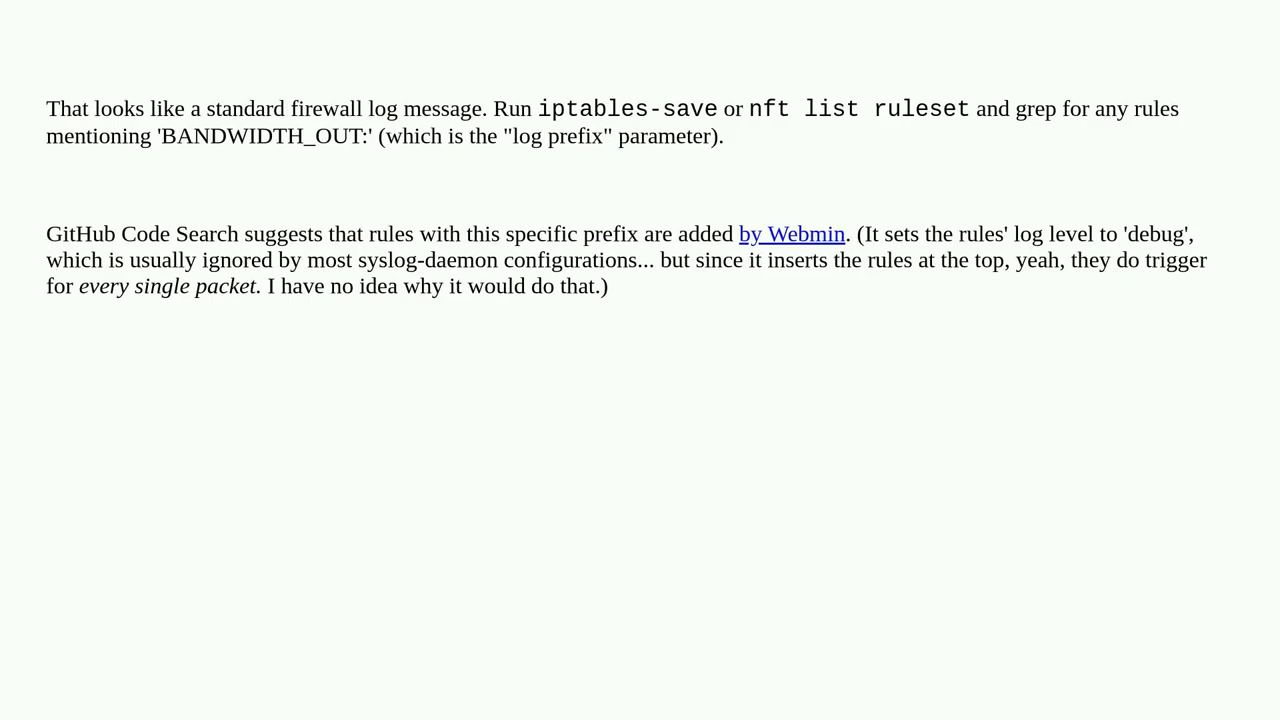 That looks like a standard firewall log message. Run iptables-save or nft list ruleset and grep for any rules
mentioning 'BANDWIDTH_OUT:' (which is the "log prefix" parameter).
GitHub Code Search suggests that rules with this specific prefix are added by Webmin. (It sets the rules' log level to 'debug',
which is usually ignored by most syslog-daemon configurations... but since it inserts the rules at the top, yeah, they do trigger
for every single packet. I have no idea why it would do that.)